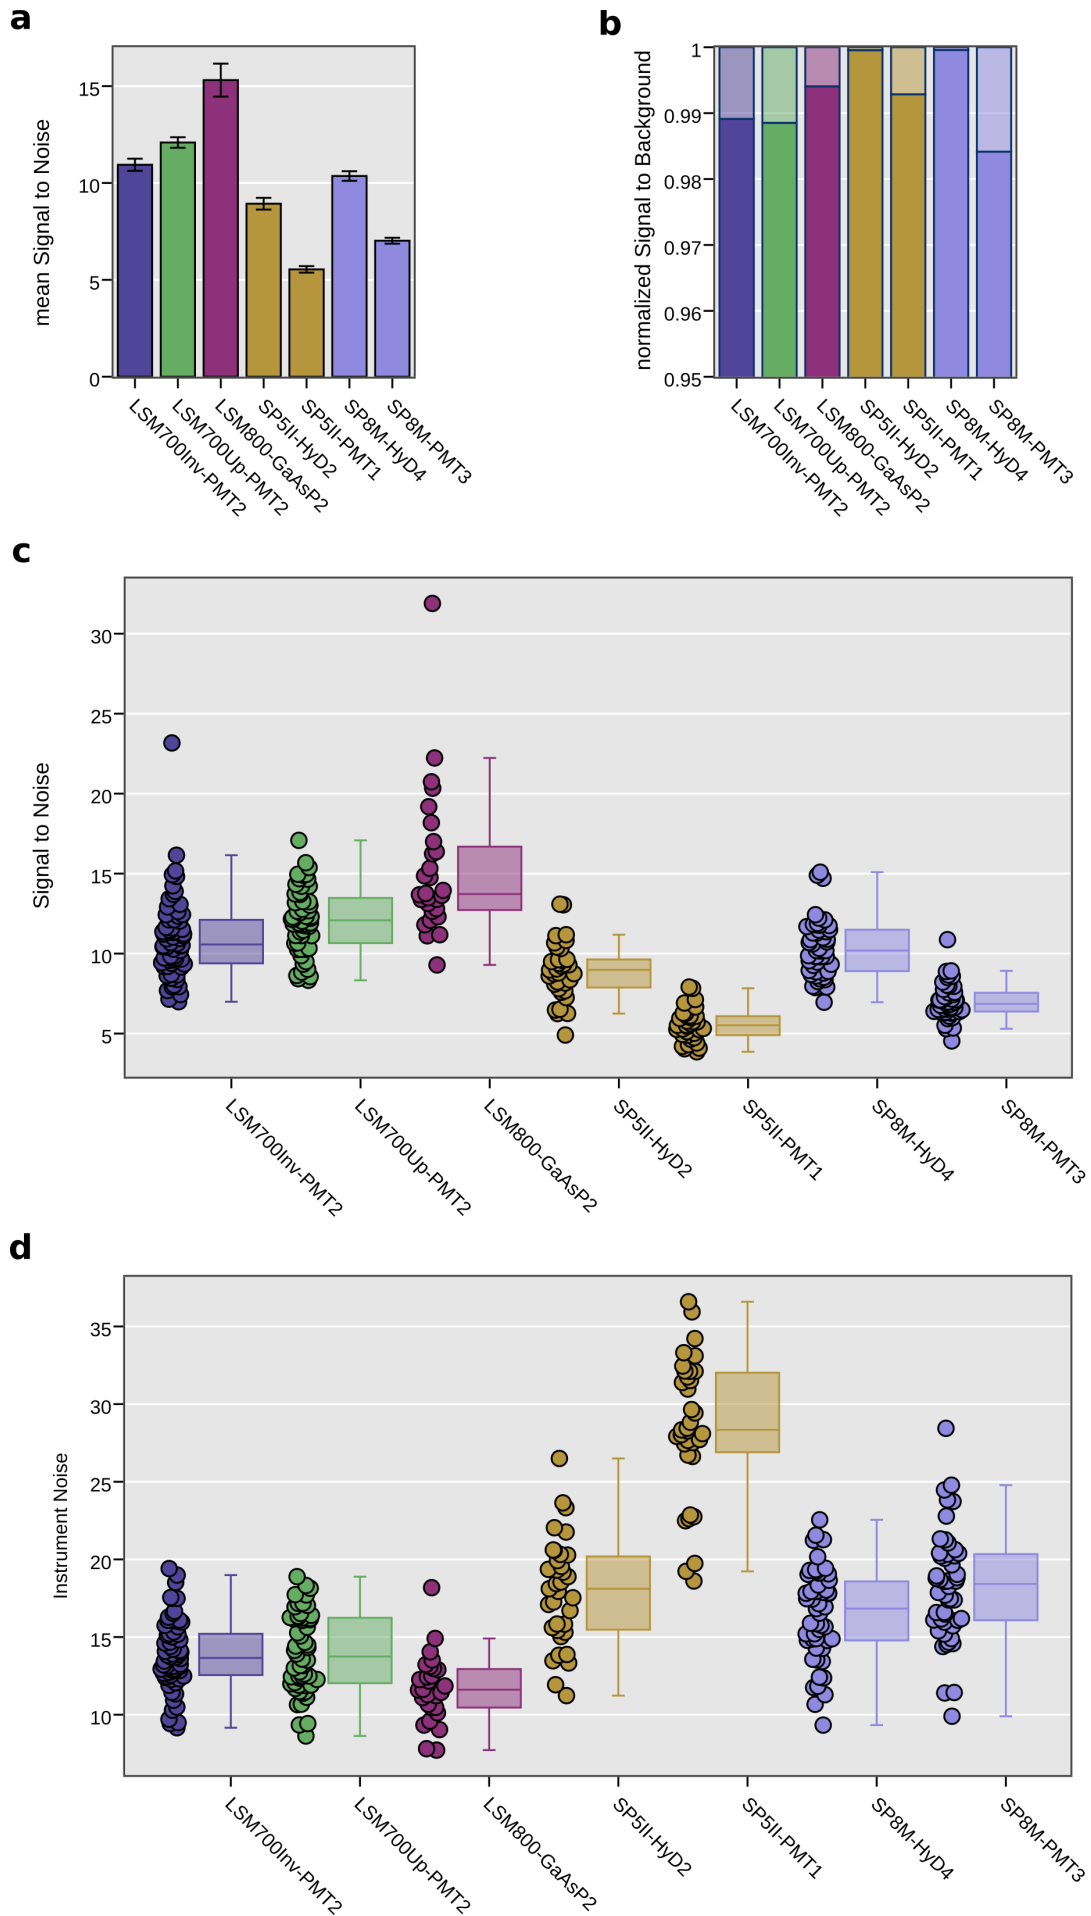 a
mean Signal to Noise
15
10
5
0
LSM700Inv-PMT2
LSM700Up-PMT2
LSM800-GaAsP2
SP5II-HyD2
SP5II-PMT1
SP8M-HyD4
SP8M-PMT3
b
normalized Signal to Background
1
0.99
0.98
0.97
0.96
0.95
LSM700Inv-PMT2
LSM700Up-PMT2
LSM800-GaAsP2
SP5II-HyD2
SP5II-PMT1
SP8M-HyD4
SP8M-PMT3
c
Signal to Noise
30
25
20
15
10
5
LSM700Inv-PMT2
LSM700Up-PMT2
LSM800-GaAsP2
SP5II-HyD2
SP5II-PMT1
SP8M-HyD4
SP8M-PMT3
d
Instrument Noise
35
30
25
20
15
10
LSM700Inv-PMT2
LSM700Up-PMT2
LSM800-GaAsP2
SP5II-HyD2
SP5II-PMT1
SP8M-HyD4
SP8M-PMT3